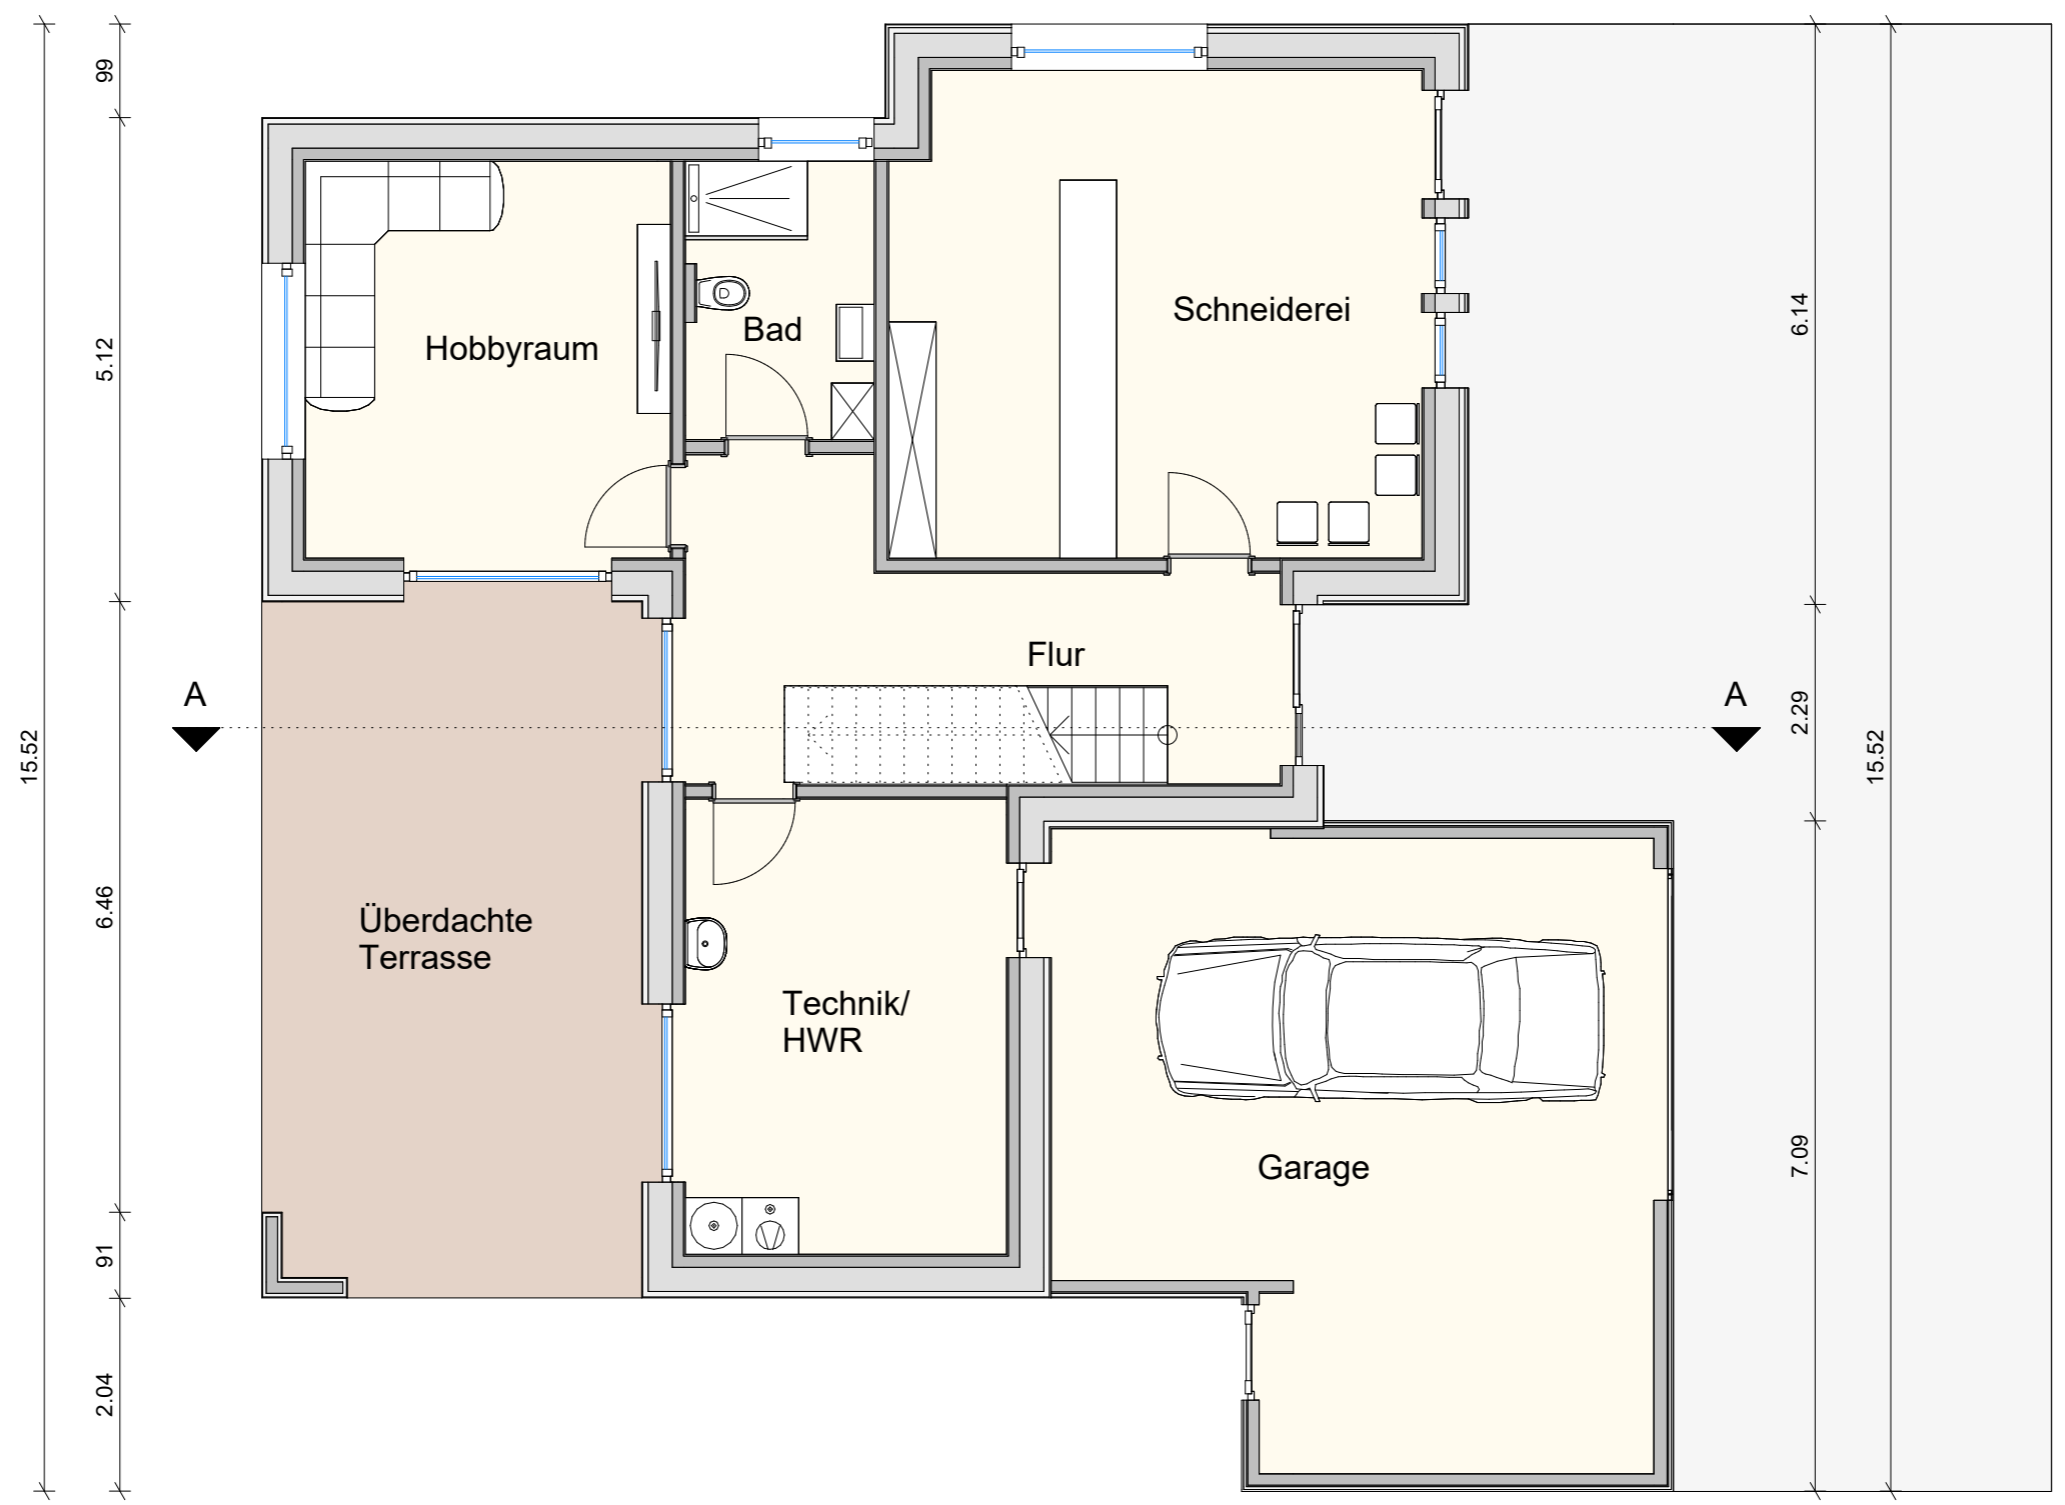 99
5.12
15.52
6.46
91
2.04
Hobbyraum
Bad
Schneiderei
Flur
A
A
Überdachte
Terrasse
Technik/
HWR
Garage
6.14
2.29
15.52
7.09